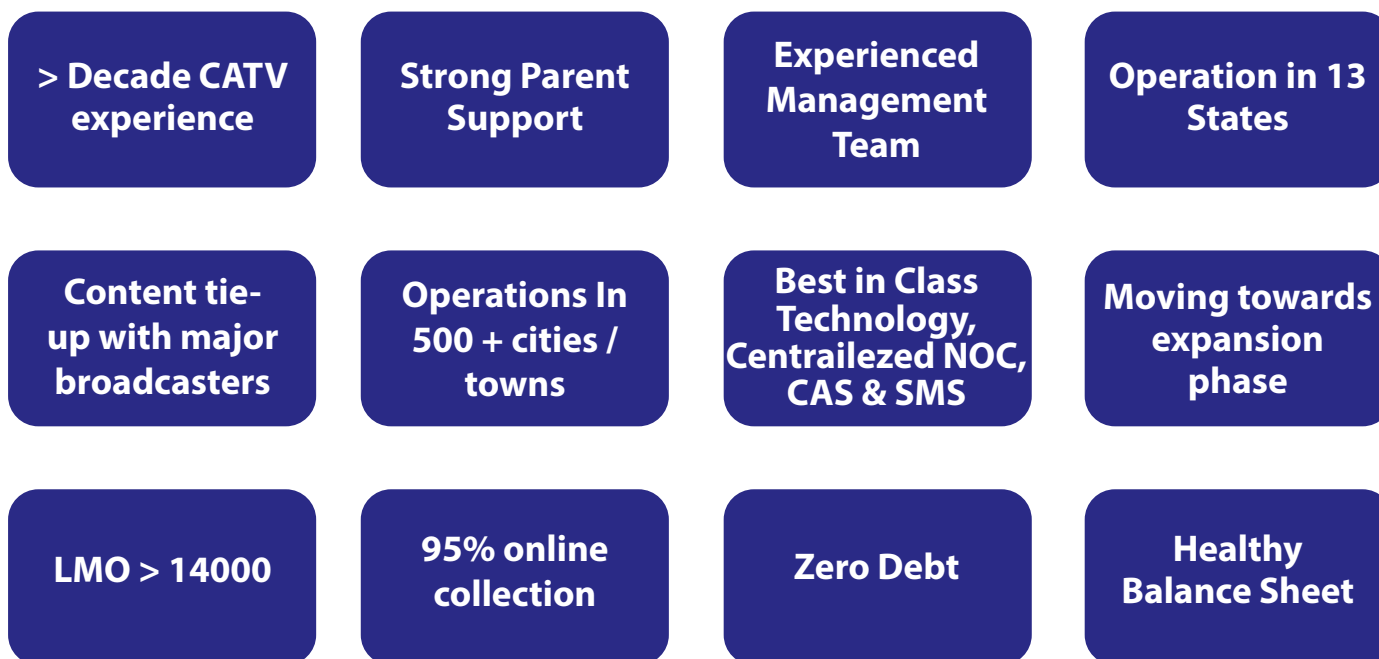 > Decade CATV
experience
Strong Parent
Support
Experienced
Management
Team
Operation in 13
States
Content tie-
up with major
broadcasters
Operations In
500 + cities /
towns
Best in Class
Technology,
Centrailezed NOC,
CAS & SMS
Moving towards
expansion
phase
LMO > 14000
95% online
collection
Zero Debt
Healthy
Balance Sheet